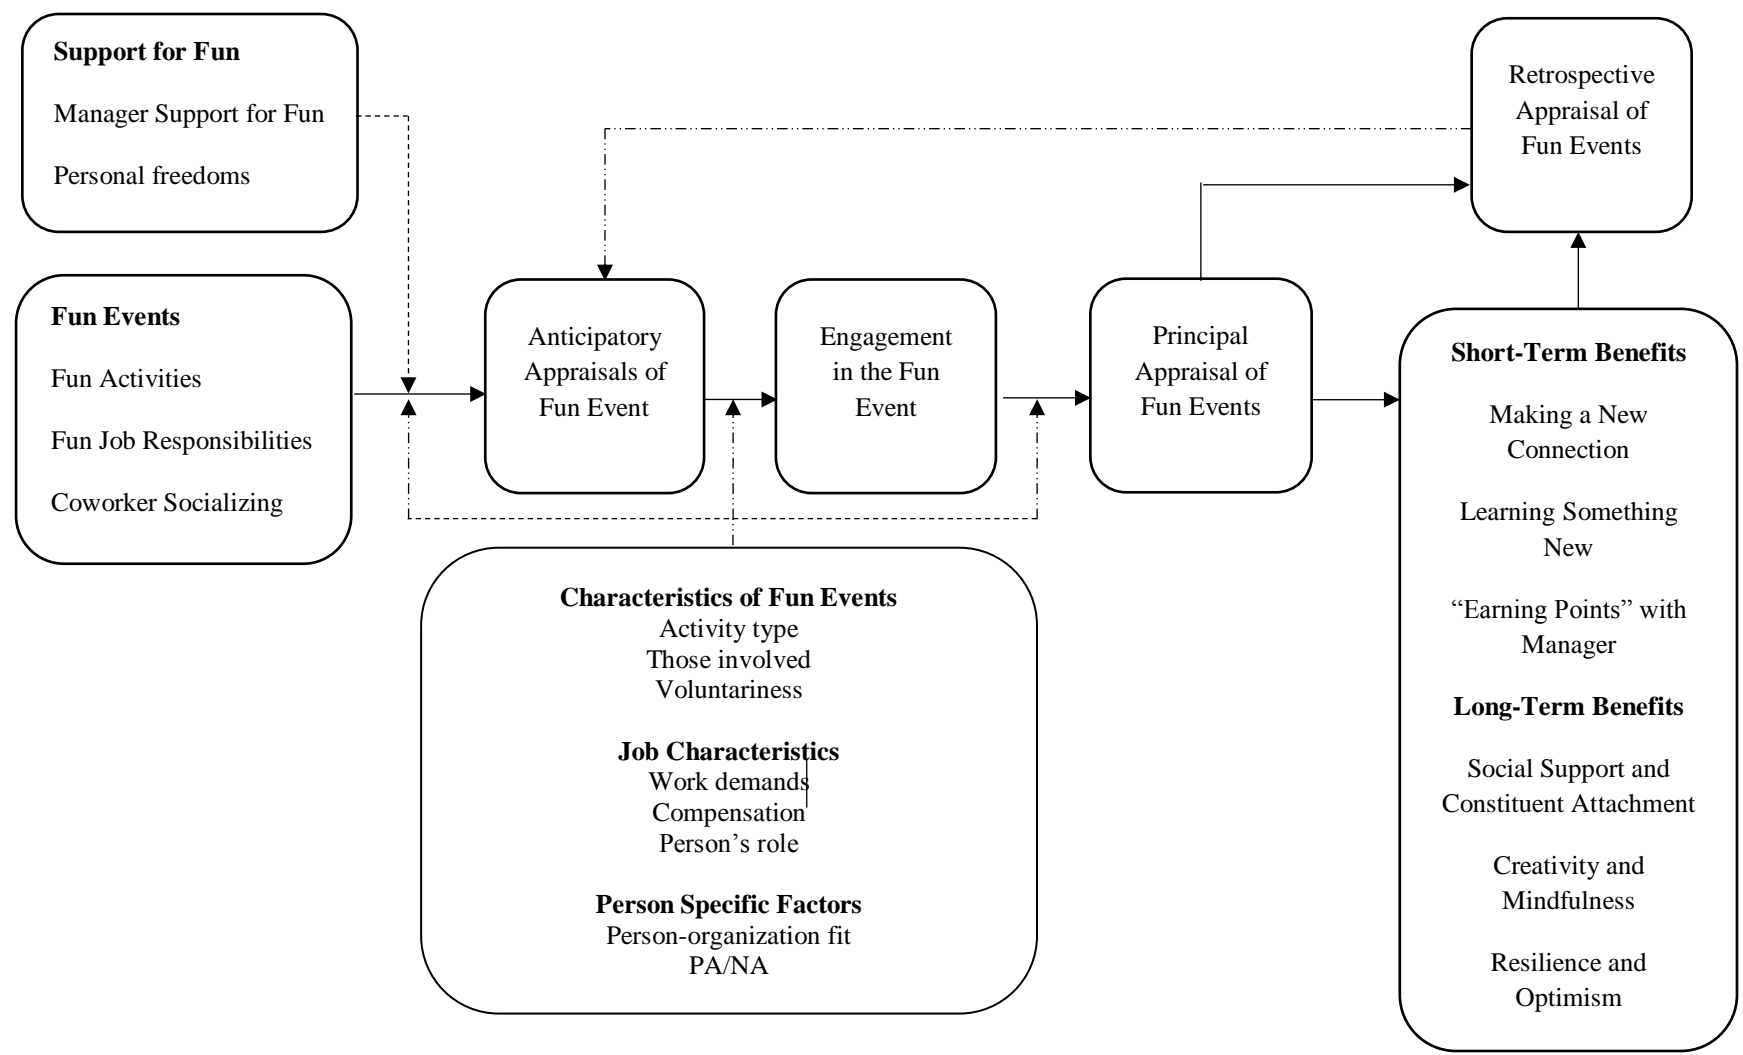 Support for Fun
Manager Support for Fun
Personal freedoms
Fun Events
Fun Activities
Fun Job Responsibilities
Coworker Socializing
Anticipatory
Appraisals of
Fun Event
Engagement
in the Fun
Event
Principal
Appraisal of
Fun Events
Retrospective
Appraisal of
Fun Events
Characteristics of Fun Events
Activity type
Those involved
Voluntariness
Job Characteristics
Work demands
Compensation
Person’s role
Person Specific Factors
Person-organization fit
PA/NA
Short-Term Benefits
Making a New
Connection
Learning Something
New
“Earning Points” with
Manager
Long-Term Benefits
Social Support and
Constituent Attachment
Creativity and
Mindfulness
Resilience and
Optimism